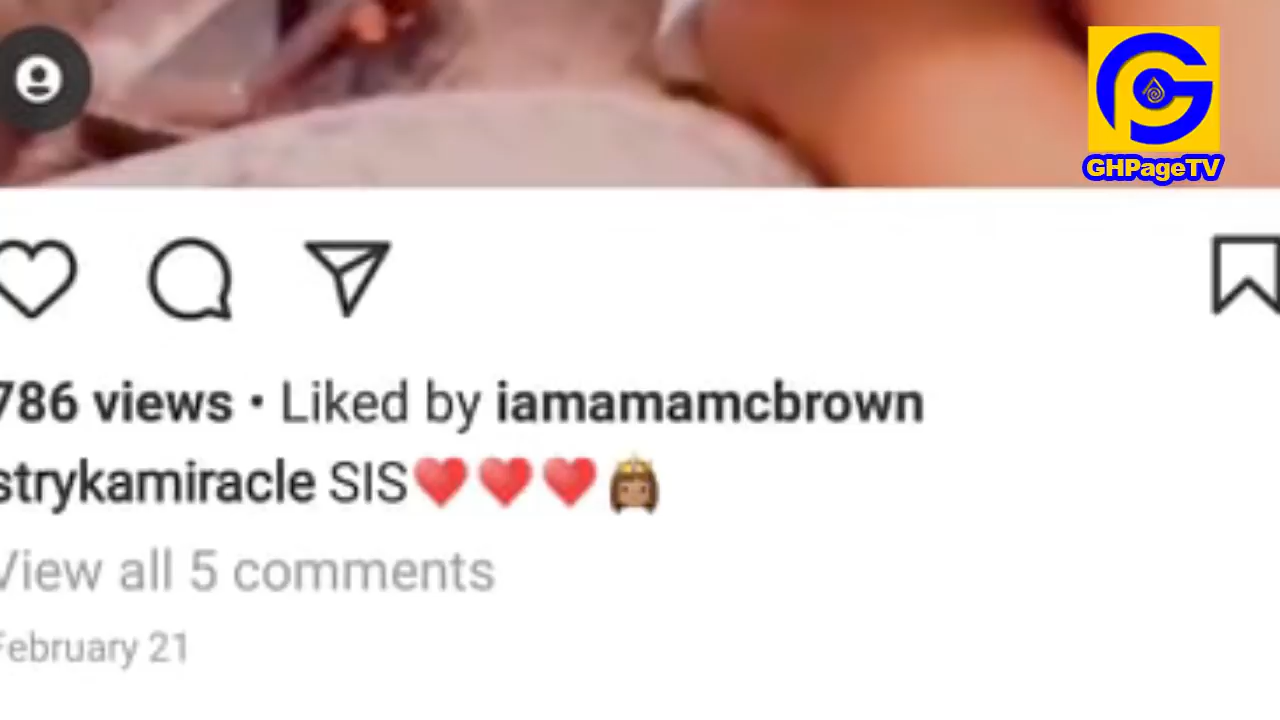 GHPageTV
786 views • Liked by iamamamcbrown
strykamiracle SIS❤️❤️❤️👸🏽
View all 5 comments
February 21